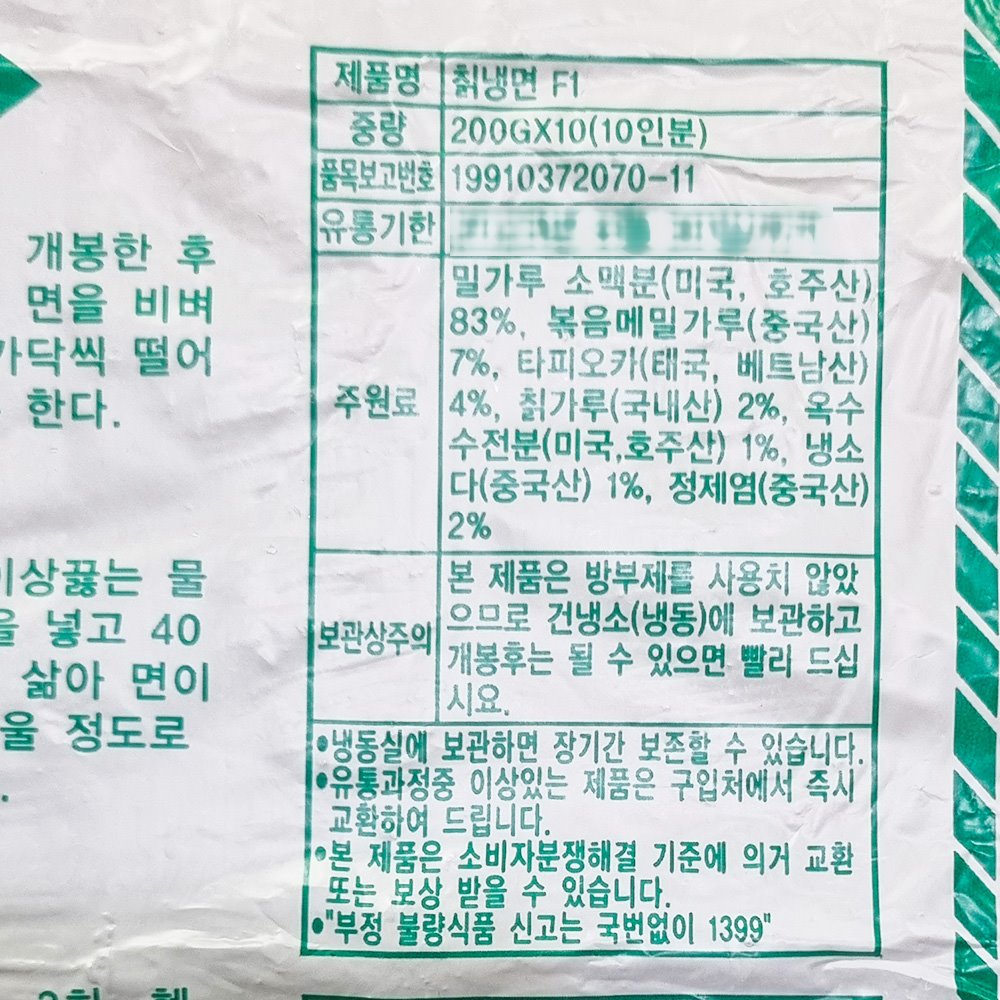 개봉한 후
면을 비벼
가닥씩 떨어
한다.
이상끓는 물
을 넣고 40
삶아 면이
울 정도로
제품명 칡냉면 F1
중량 200GX10(10인분)
품목보고번호 19910372070-11
유통기한
주원료
밀가루 소맥분(미국, 호주산)
83%, 볶음메밀가루(중국산)
7%, 타피오카(태국, 베트남산)
4%, 칡가루(국내산) 2%, 옥수
수전분(미국,호주산) 1%, 냉소
다(중국산) 1%, 정제염(중국산)
2%
보관상주의
본 제품은 방부제를 사용치 않았
으므로 건냉소(냉동)에 보관하고
개봉후는 될 수 있으면 빨리 드십
시요.
•냉동실에 보관하면 장기간 보존할 수 있습니다.
•유통과정중 이상있는 제품은 구입처에서 즉시
교환하여 드립니다.
•본 제품은 소비자분쟁해결 기준에 의거 교환
또는 보상 받을 수 있습니다.
•"부정 불량식품 신고는 국번없이 1399"